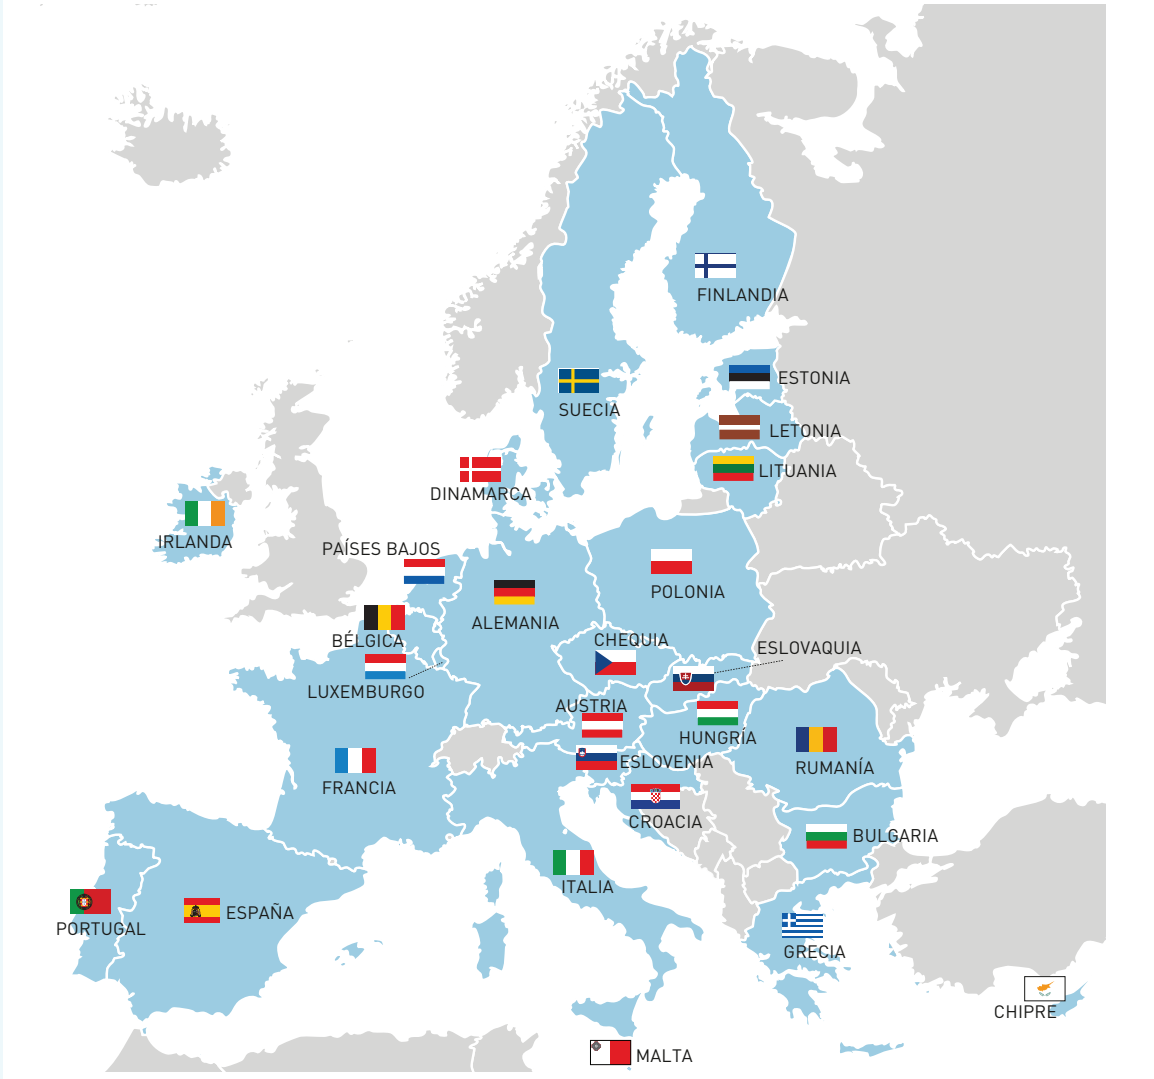 FINLANDIA
ESTONIA
SUECIA
LETONIA
LITUANIA
DINAMARCA
IRLANDA
PAÍSES BAJOS
POLONIA
ALEMANIA
BÉLGICA
CHEQUIA
ESLOVAQUIA
LUXEMBURGO
AUSTRIA
HUNGRÍA
ESLOVENIA
RUMANÍA
FRANCIA
CROACIA
BULGARIA
ITALIA
ESPAÑA
PORTUGAL
GRECIA
CHIPRE
MALTA